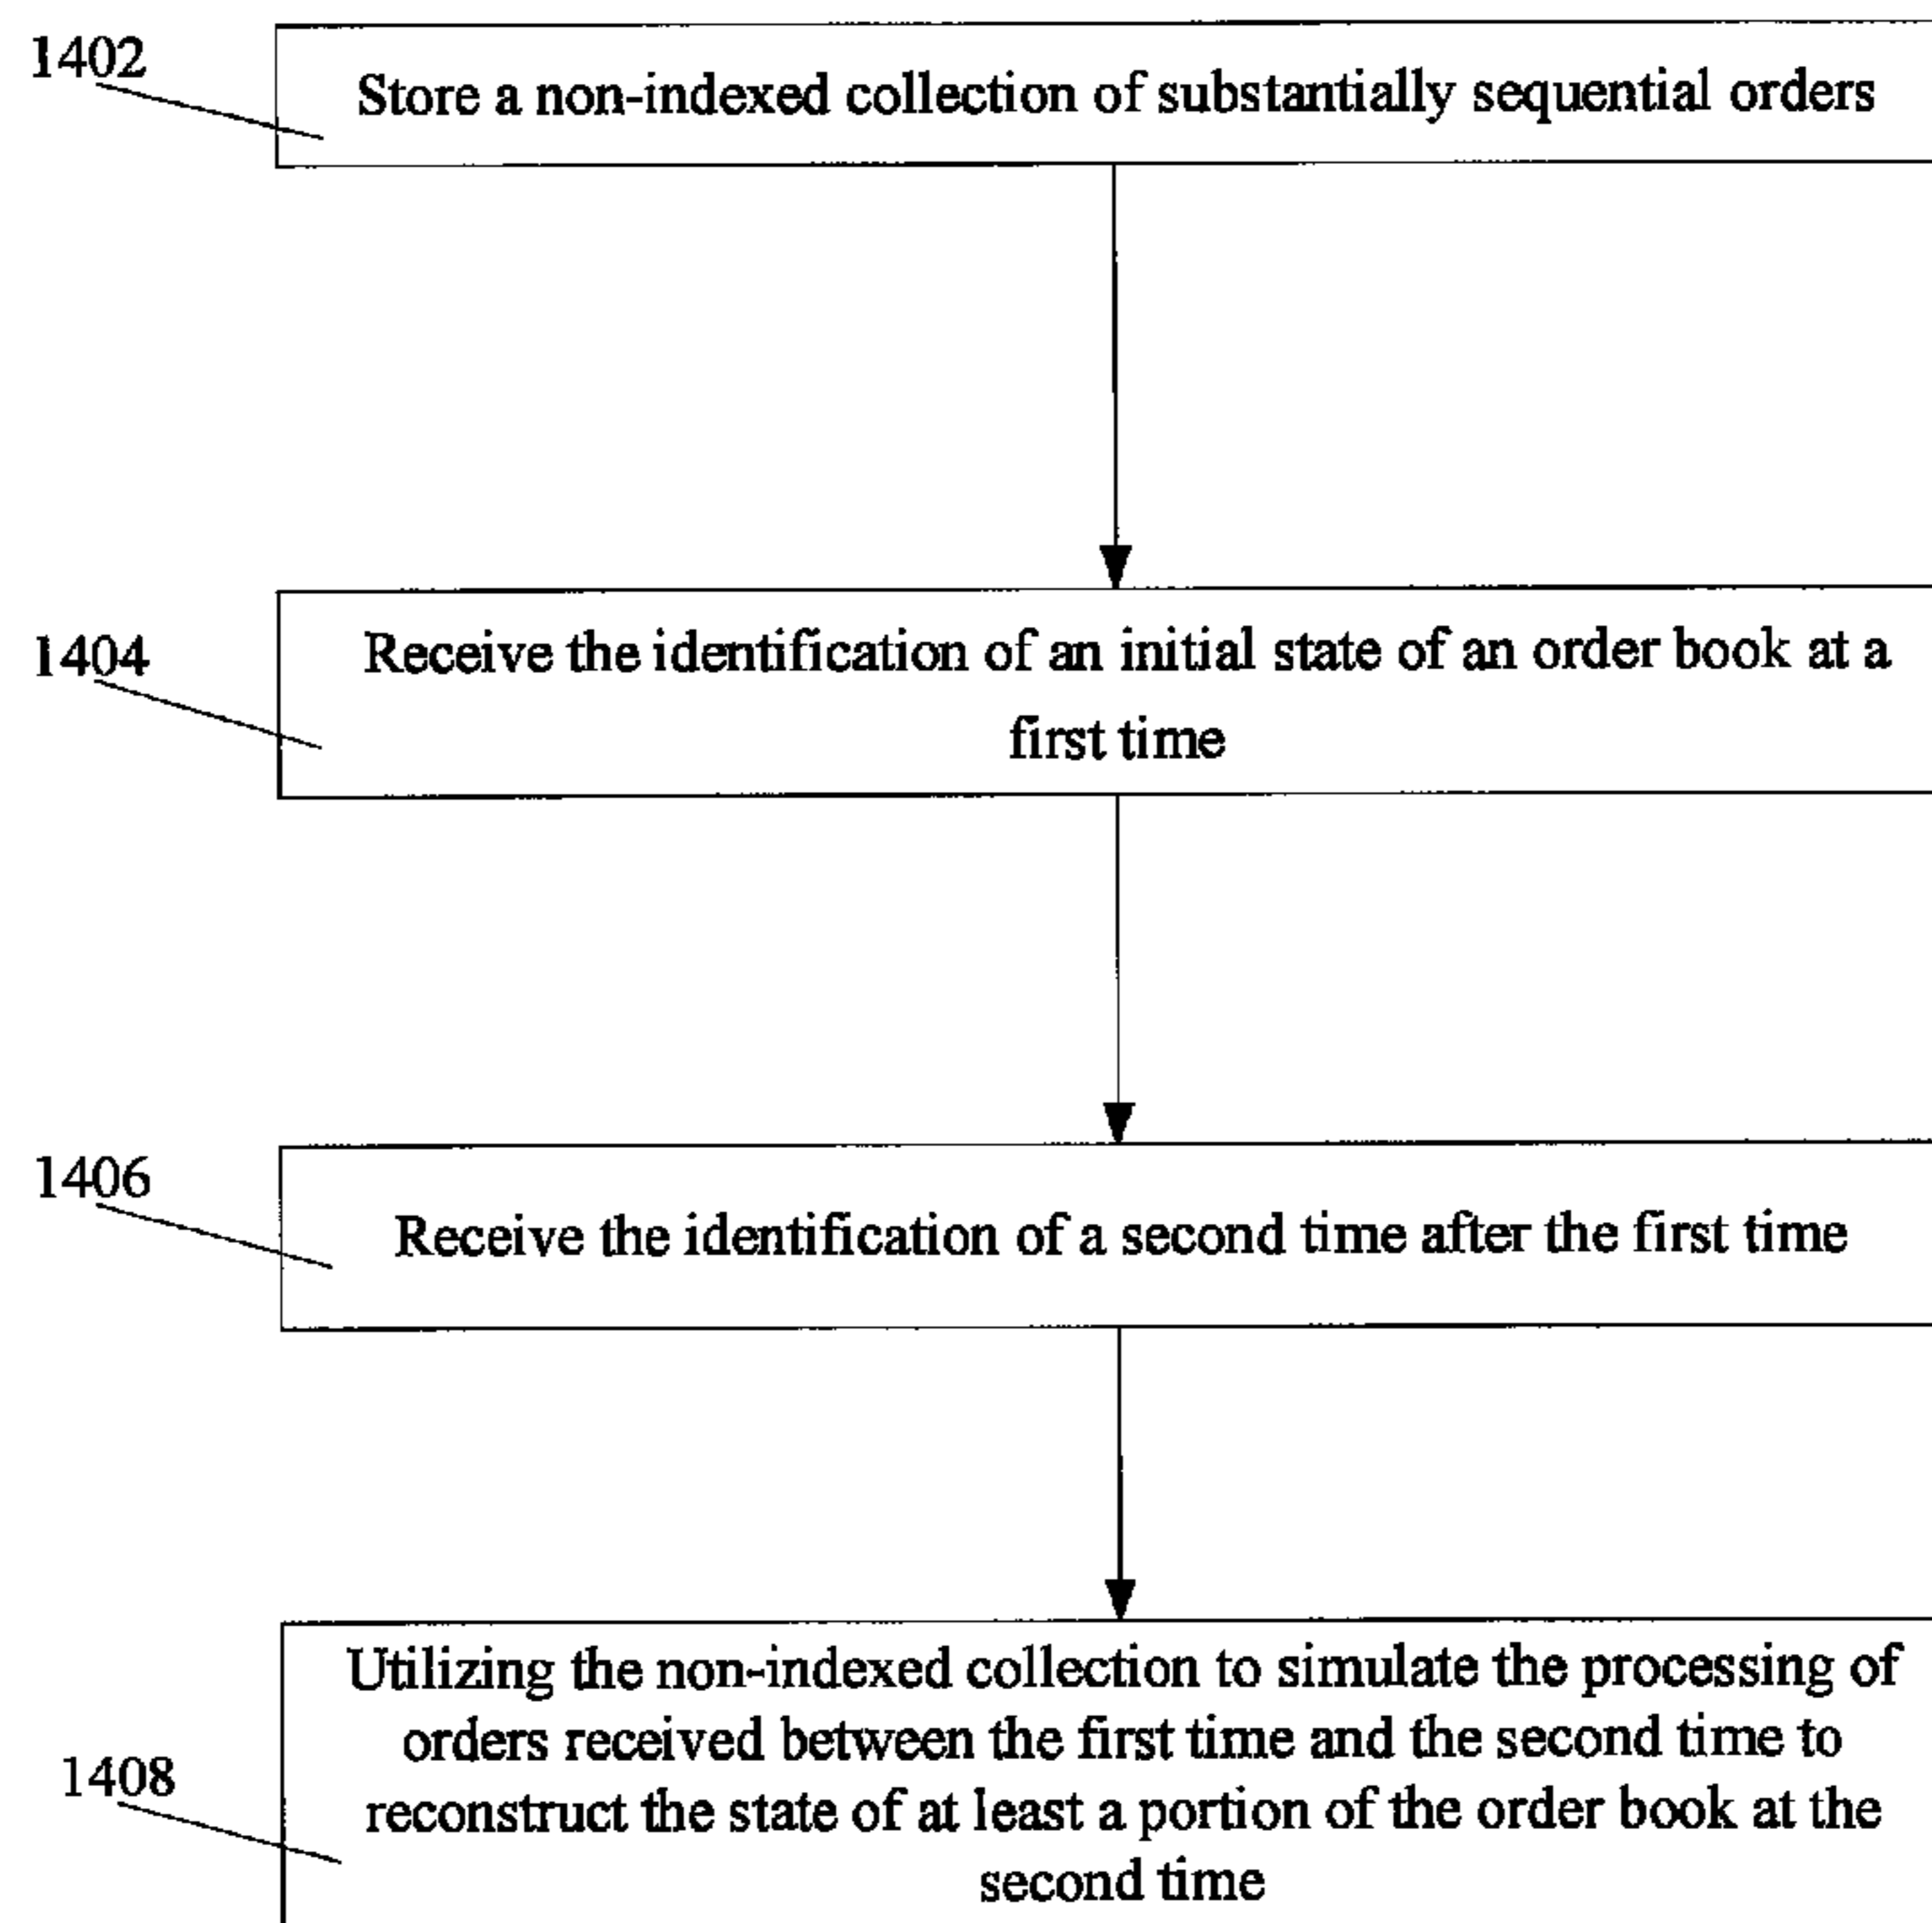 1402
Store a non-indexed collection of substantially sequential orders
1404
Receive the identification of an initial state of an order book at a
first time
1406
Receive the identification of a second time after the first time
1408
Utilizing the non-indexed collection to simulate the processing of
orders received between the first time and the second time to
reconstruct the state of at least a portion of the order book at the
second time